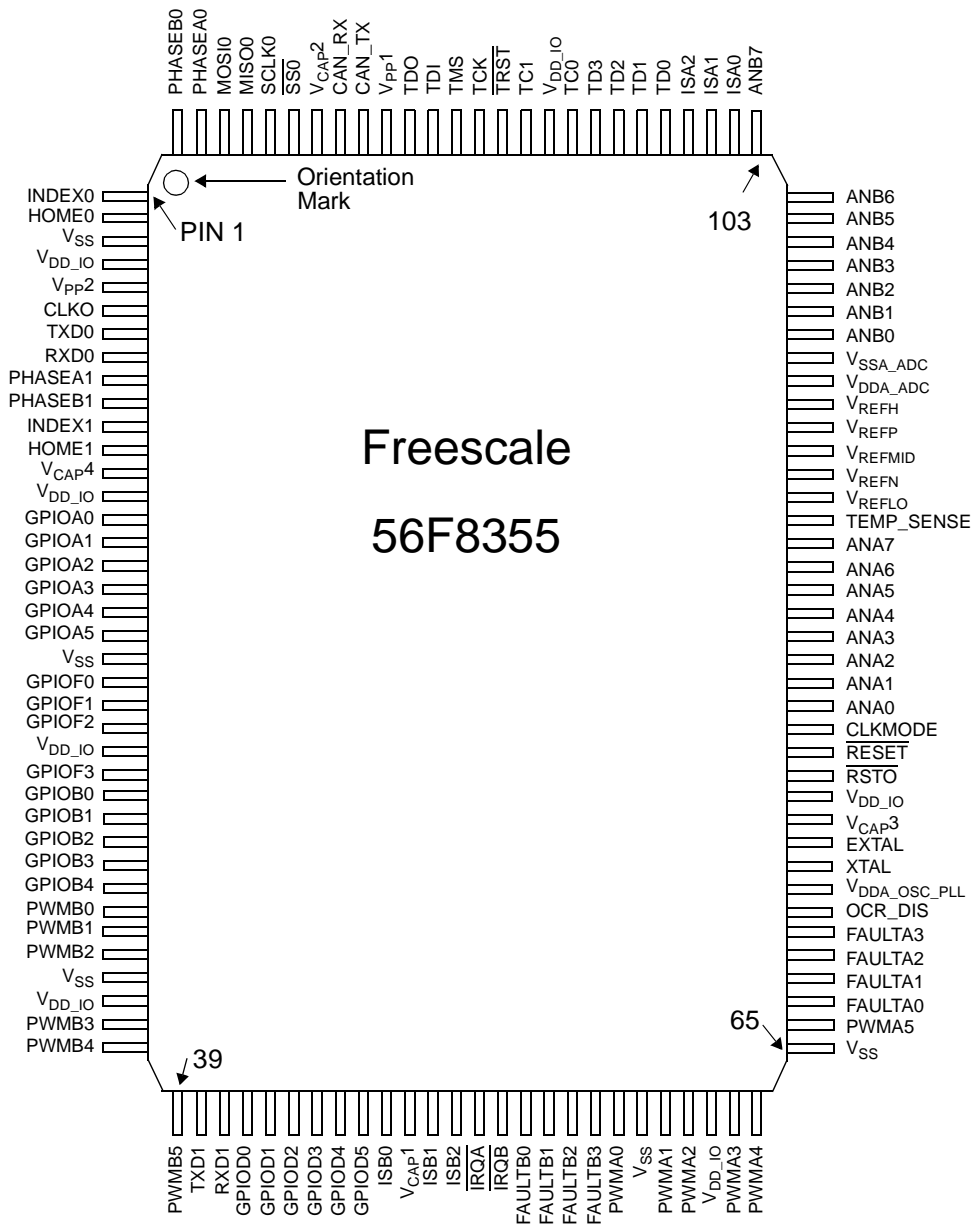 PHASEB0
PHASEA0
MOSI0
MISO0
SCLK0
SS0
VCAP2
CAN_RX
CAN_TX
VPP1
TDO
TDI
TMS
TCK
TRST
TC1
VDD_IO
TC0
TD3
TD2
TD1
TD0
ISA2
ISA1
ISA0
ANB7
Orientation
Mark
PIN 1
103
INDEX0
HOME0
VSS
VDD_IO
VPP2
CLKO
TXD0
RXD0
PHASEA1
PHASEB1
INDEX1
HOME1
VCAP4
VDD_IO
GPIOA0
GPIOA1
GPIOA2
GPIOA3
GPIOA4
GPIOA5
VSS
GPIOF0
GPIOF1
GPIOF2
VDD_IO
GPIOF3
GPIOB0
GPIOB1
GPIOB2
GPIOB3
GPIOB4
PWMB0
PWMB1
PWMB2
VSS
VDD_IO
PWMB3
PWMB4
Freescale
56F8355
ANB6
ANB5
ANB4
ANB3
ANB2
ANB1
ANB0
VSSA_ADC
VDDA_ADC
VREFH
VREFP
VREFMID
VREFN
VREFLO
TEMP_SENSE
ANA7
ANA6
ANA5
ANA4
ANA3
ANA2
ANA1
ANA0
CLKMODE
RESET
RSTO
VDD_IO
VCAP3
EXTAL
XTAL
VDDA_OSC_PLL
OCR_DIS
FAULTA3
FAULTA2
FAULTA1
FAULTA0
PWMA5
VSS
39
65
PWMB5
TXD1
RXD1
GPIOD0
GPIOD1
GPIOD2
GPIOD3
GPIOD4
GPIOD5
ISB0
VCAP1
ISB1
ISB2
IRQA
IRQB
FAULTB0
FAULTB1
FAULTB2
FAULTB3
PWMA0
VSS
PWMA1
PWMA2
VDD_IO
PWMA3
PWMA4